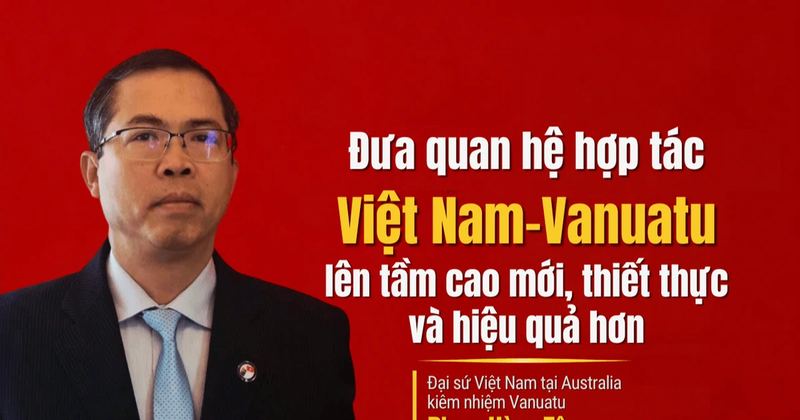 Đưa quan hệ hợp tác
Việt Nam-Vanuatu
lên tầm cao mới, thiết thực
và hiệu quả hơn
Đại sứ Việt Nam tại Australia
kiêm nhiệm Vanuatu